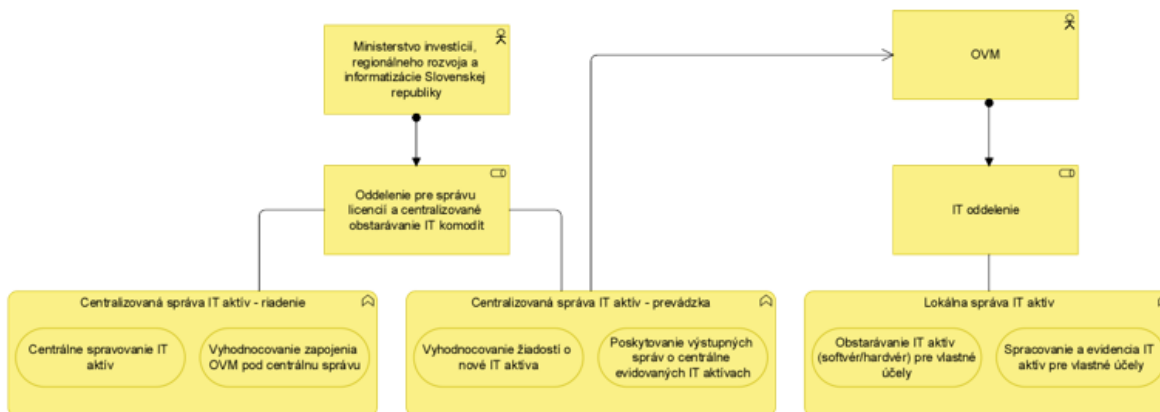 Ministerstvo investícií,
regionálneho rozvoja a
informatizácie Slovenskej
republiky
OVM
Oddelenie pre správu
licencií a centralizované
obstarávanie IT komodít
IT oddelenie
Centralizovaná správa IT aktív - riadenie
Centrálne spravovanie IT
aktív
Vyhodnocovanie zapojenia
OVM pod centrálnu správu
Centralizovaná správa IT aktív - prevádzka
Vyhodnocovanie žiadostí o
nové IT aktíva
Poskytovanie výstupných
správ o centrálne
evidovaných IT aktívach
Lokálna správa IT aktív
Obstarávanie IT aktív
(softvér/hardvér) pre vlastné
účely
Spracovanie a evidencia IT
aktív pre vlastné účely